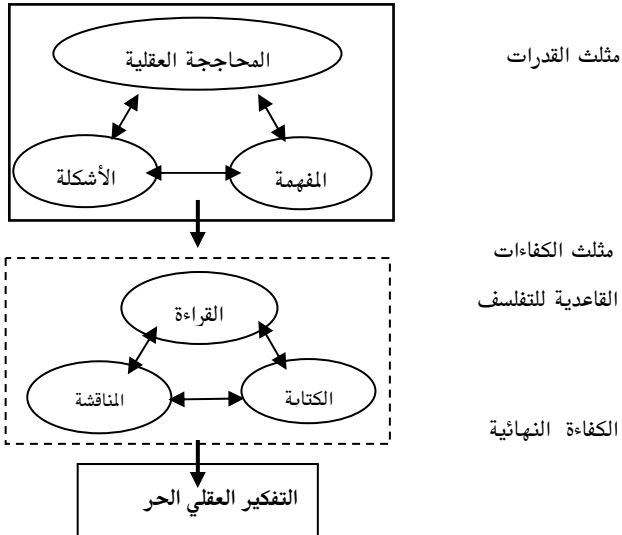 المحاججة العقلية
مثلث القدرات
الأشكلة
المفهمة
مثلث الكفاءات
القاعدية للتفلسف
القراءة
المناقشة
الكتابة
الكفاءة النهائية
التفكير العقلي الحر